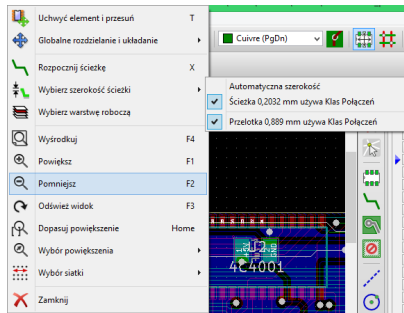 Uchwyć element i przesuń T
Globalne rozdzielanie i układanie
Cuivre (PgDn)
Rozpocznij ścieżkę X
Wybierz szerokość ścieżki
Automatyczna szerokość
Ścieżka 0,2032 mm używa Klas Połączeń
Przelotka 0,889 mm używa Klas Połączeń
Wybierz warstwę roboczą
Wyśrodkuj F4
Powiększ F1
Pomniejsz F2
Odśwież widok F3
Dopasuj powiększenie Home
Wybór powiększenia
Wybór siatki
Zamknij
4C4001